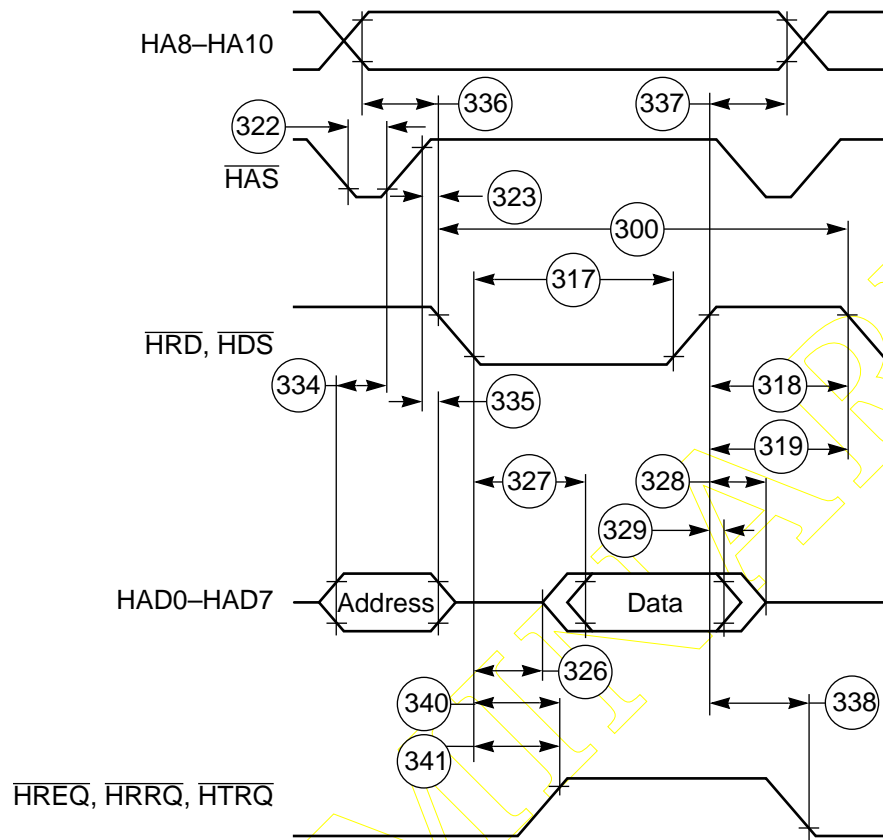 HA8–HA10
336
337
322
HAS
323
300
317
HRD, HDS
334
335
318
319
327
328
329
HAD0–HAD7
Address
Data
326
340
338
341
HREQ, HRRQ, HTRQ